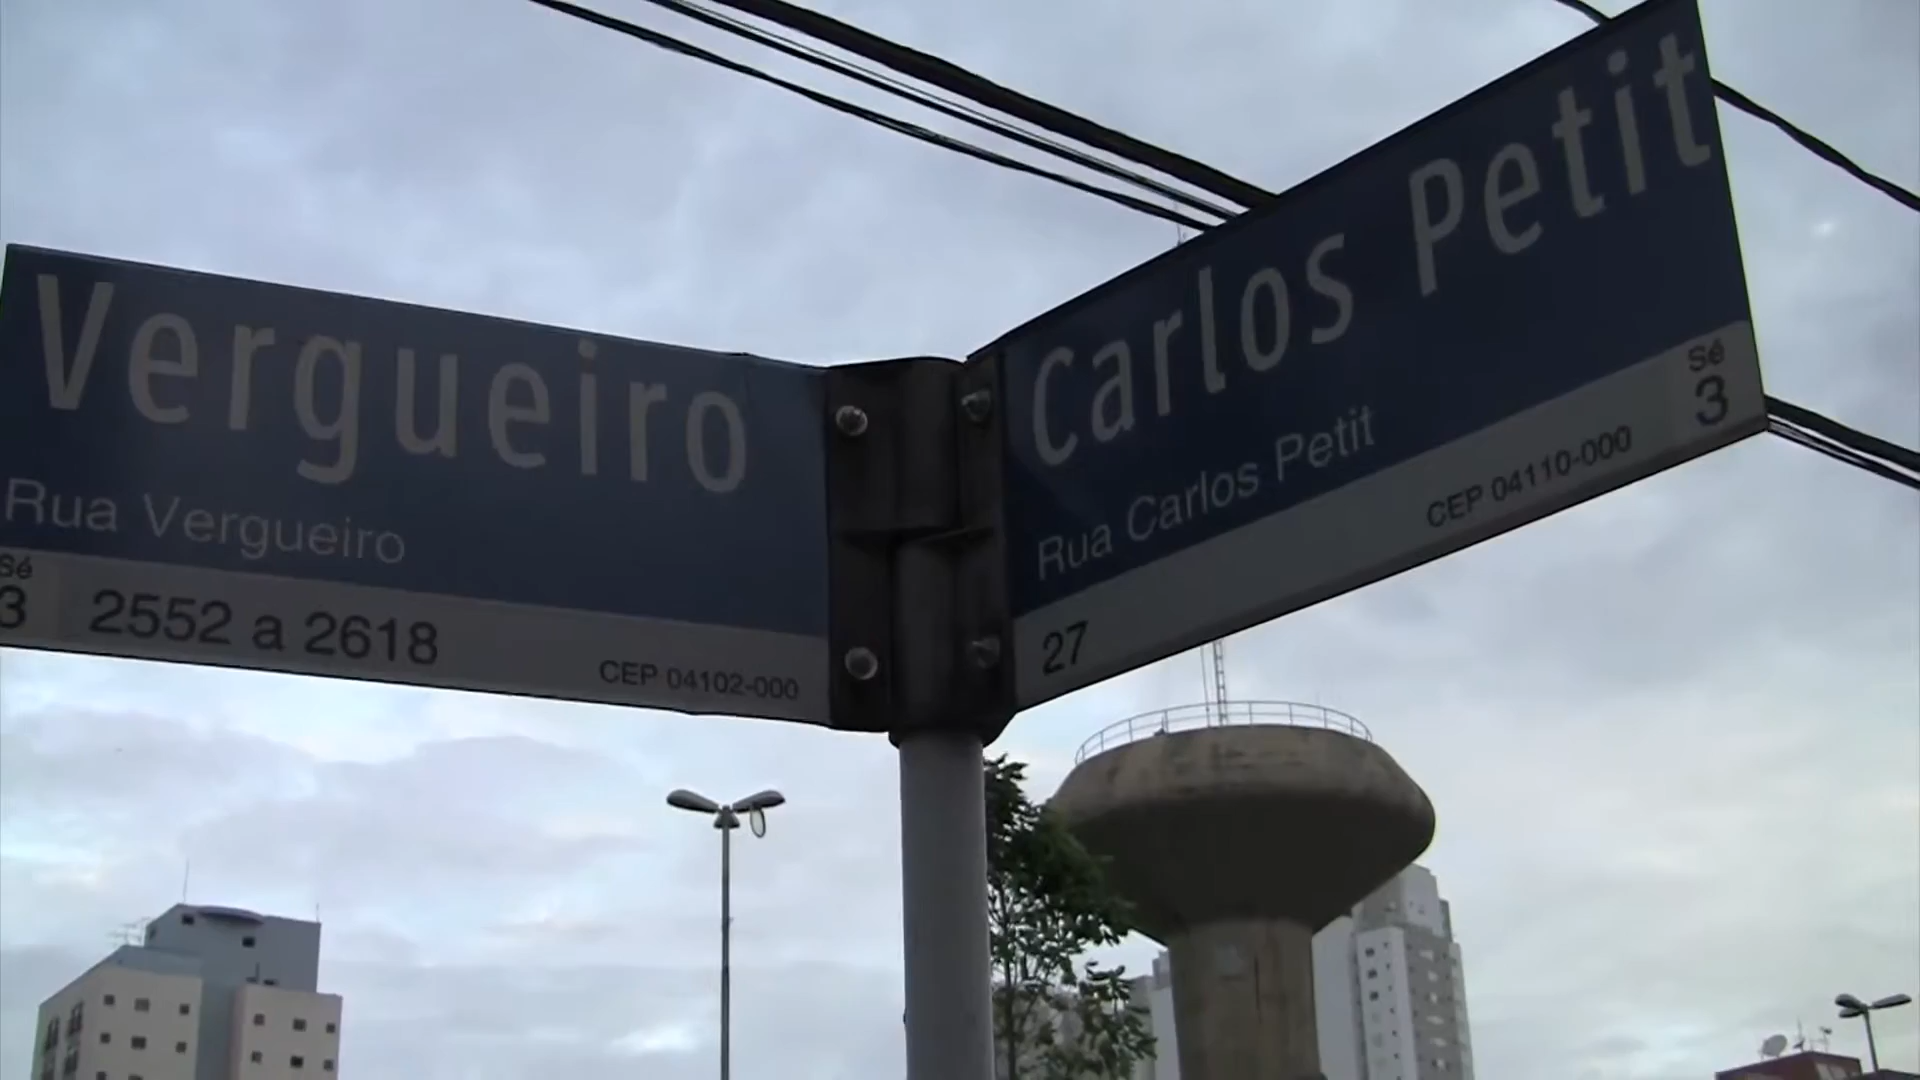 Vergueiro
Rua Vergueiro
Sé
3
2552 a 2618
CEP 04102-000
Carlos Petit
Rua Carlos Petit
27
CEP 04110-000
Sé
3